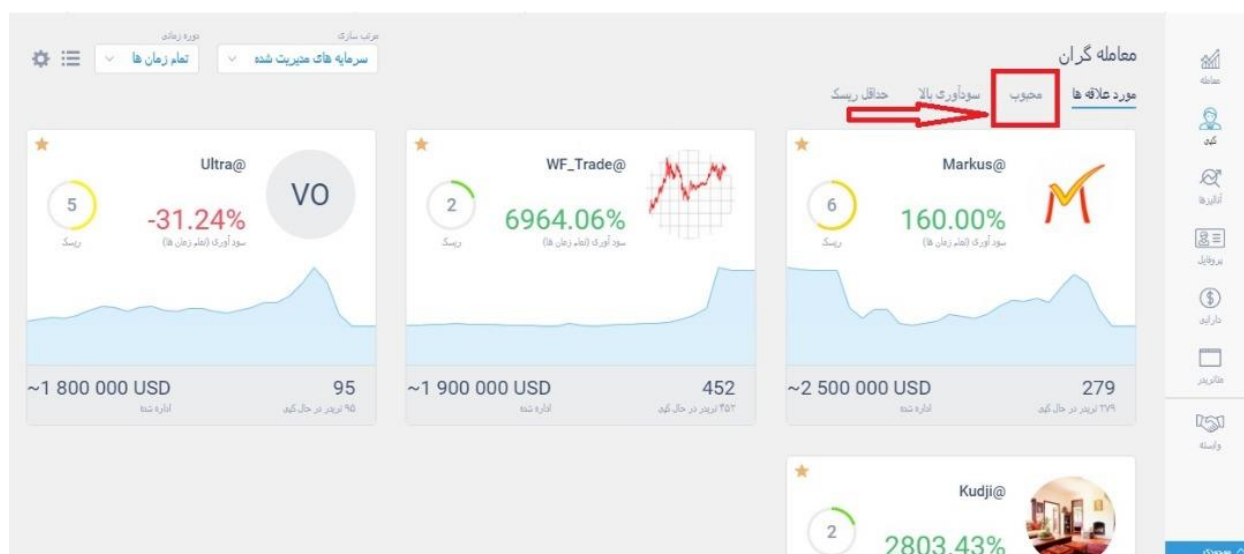 معامله گران
مرتب سازی
سرمایه های مدیریت شده
دوره زمانی
تمام زمان ها
مورد علاقه ها
محبوب
سودآوری بالا
حداقل ریسک
Markus@
160.00%
سود آوری (تمام زمان ها)
6
ریسک
279
۲۷۹ تریدر در حال کپی
~2 500 000 USD
اداره شده
WF_Trade@
6964.06%
سود آوری (تمام زمان ها)
2
ریسک
452
۴۵۲ تریدر در حال کپی
~1 900 000 USD
اداره شده
VO
Ultra@
-31.24%
سود آوری (تمام زمان ها)
5
ریسک
95
۹۵ تریدر در حال کپی
~1 800 000 USD
اداره شده
Kudji@
2803.43%
2
معامله
کپی
آنالیزها
پروفایل
دارایی
متاتریدر
وابسته